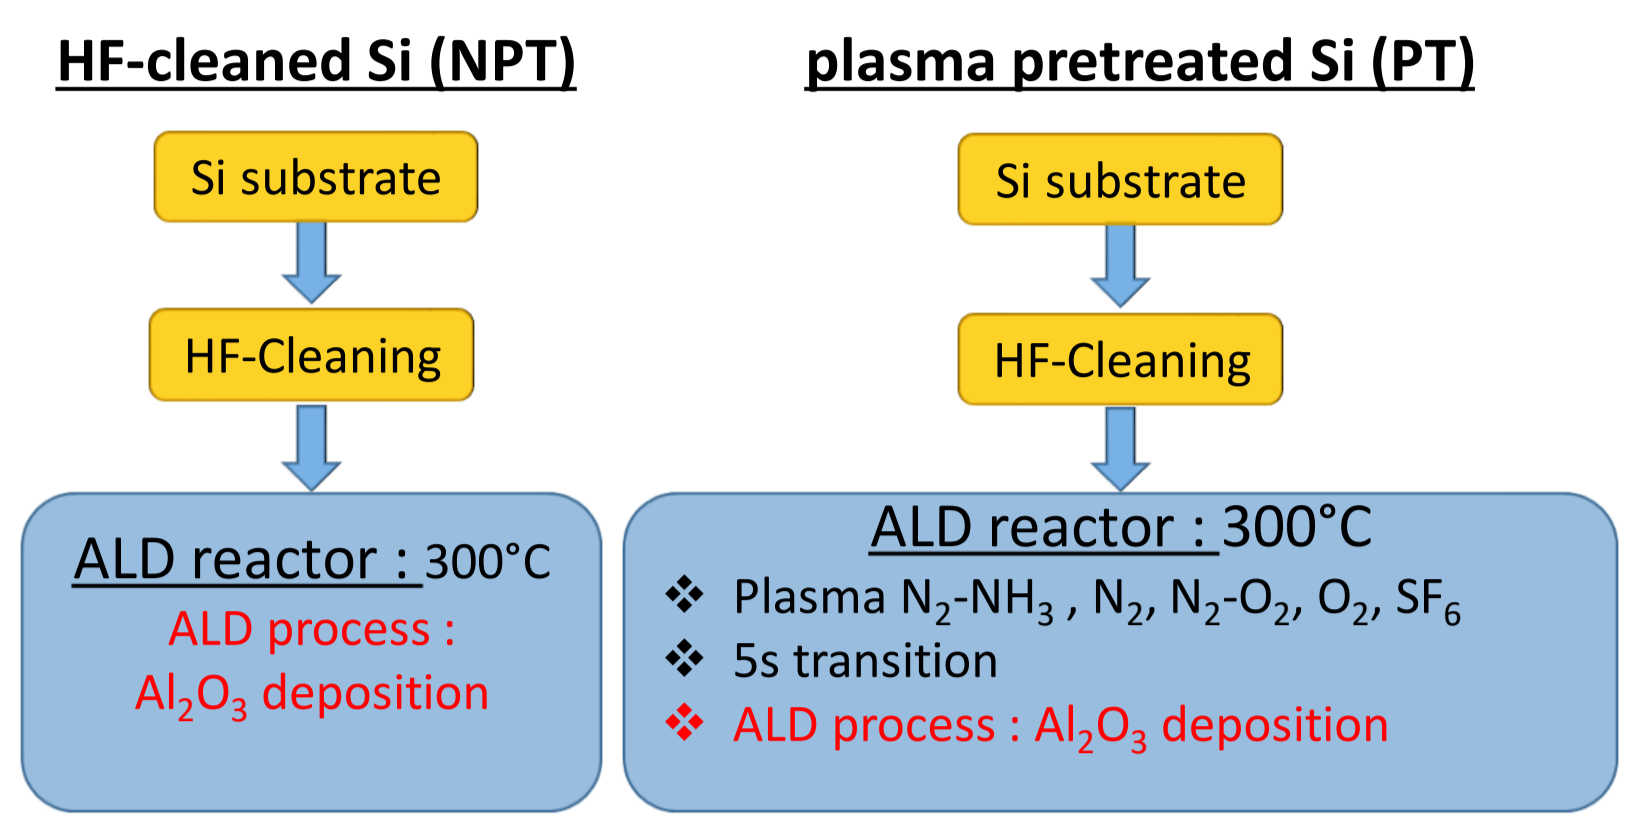 HF-cleaned Si (NPT)
Si substrate
HF-Cleaning
ALD reactor : 300°C
ALD process :
Al₂O₃ deposition
plasma pretreated Si (PT)
Si substrate
HF-Cleaning
ALD reactor : 300°C
❖ Plasma N₂-NH₃ , N₂, N₂-O₂, O₂, SF₆
❖ 5s transition
❖ ALD process : Al₂O₃ deposition